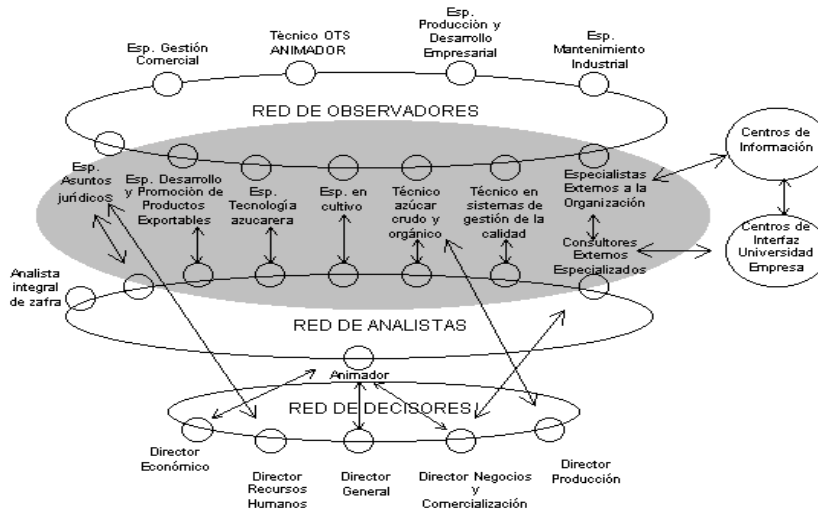 Esp. Gestión
Comercial
Técnico OTS
ANIMADOR
Esp.
Producción y
Desarrollo
Empresarial
Esp.
Mantenimiento
Industrial
RED DE OBSERVADORES
Centros de
Información
Esp.
Asuntos
jurídicos
Esp. Desarrollo
y Promoción de
Productos
Exportables
Esp.
Tecnología
azucarera
Esp. en
cultivo
Técnico
azúcar
crudo y
orgánico
Técnico en
sistemas de
gestión de la
calidad
Especialistas
Externos a la
Organización
Consultores
Externos
Especializados
Centros de
Interfaz
Universidad
Empresa
Analista
integral
de zafra
RED DE ANALISTAS
Animador
RED DE DECISORES
Director
Económico
Director
Recursos
Humanos
Director
General
Director Negocios
y
Comercialización
Director
Producción